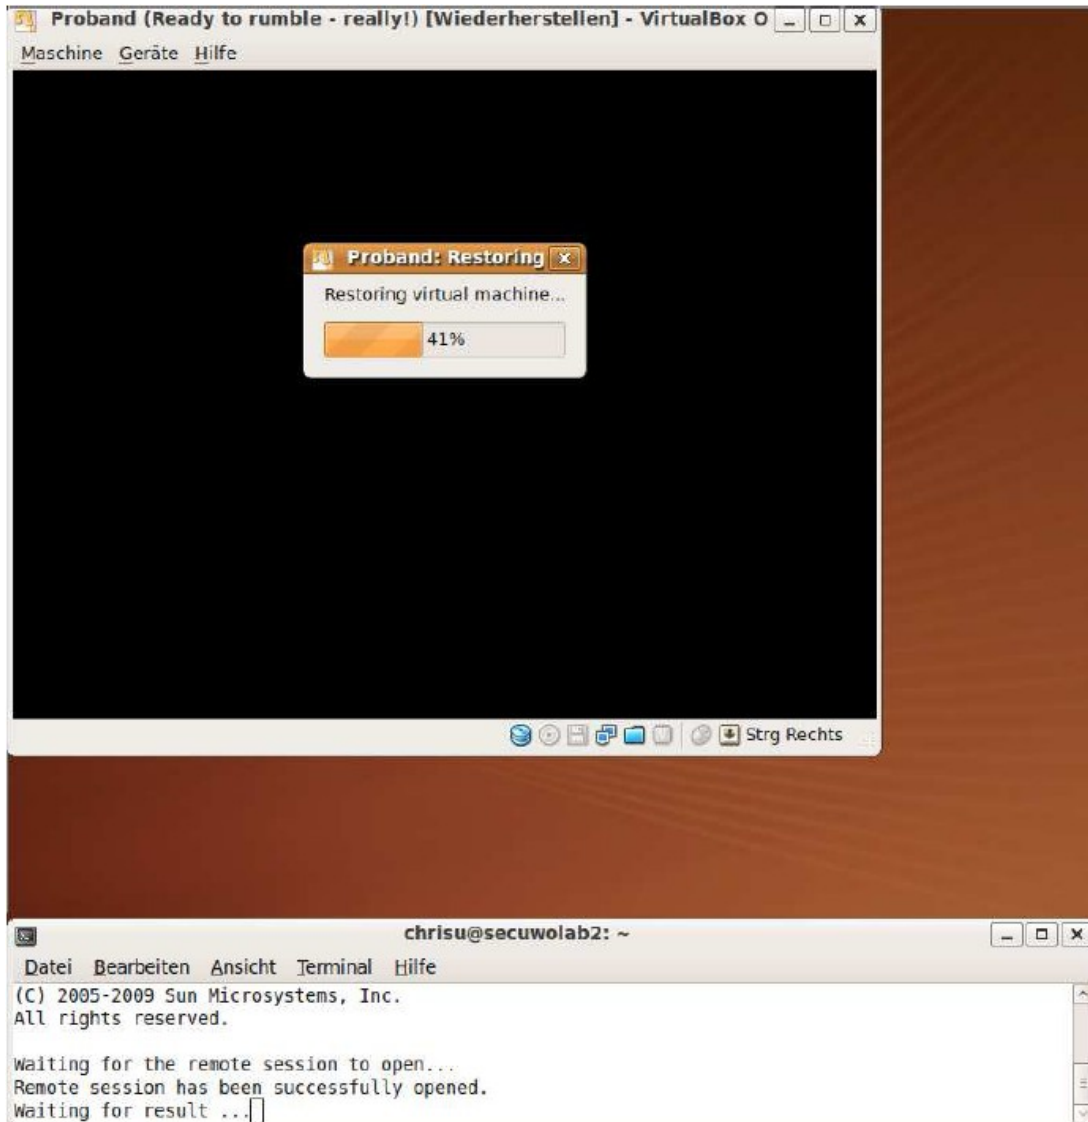 Proband (Ready to rumble - really!) [Wiederherstellen] - VirtualBox O
Maschine Geräte Hilfe
Proband: Restoring
Restoring virtual machine...
41%
Strg Rechts
chrisu@secuwolab2: ~
Datei Bearbeiten Ansicht Terminal Hilfe
(C) 2005-2009 Sun Microsystems, Inc.
All rights reserved.
Waiting for the remote session to open...
Remote session has been successfully opened.
Waiting for result ...